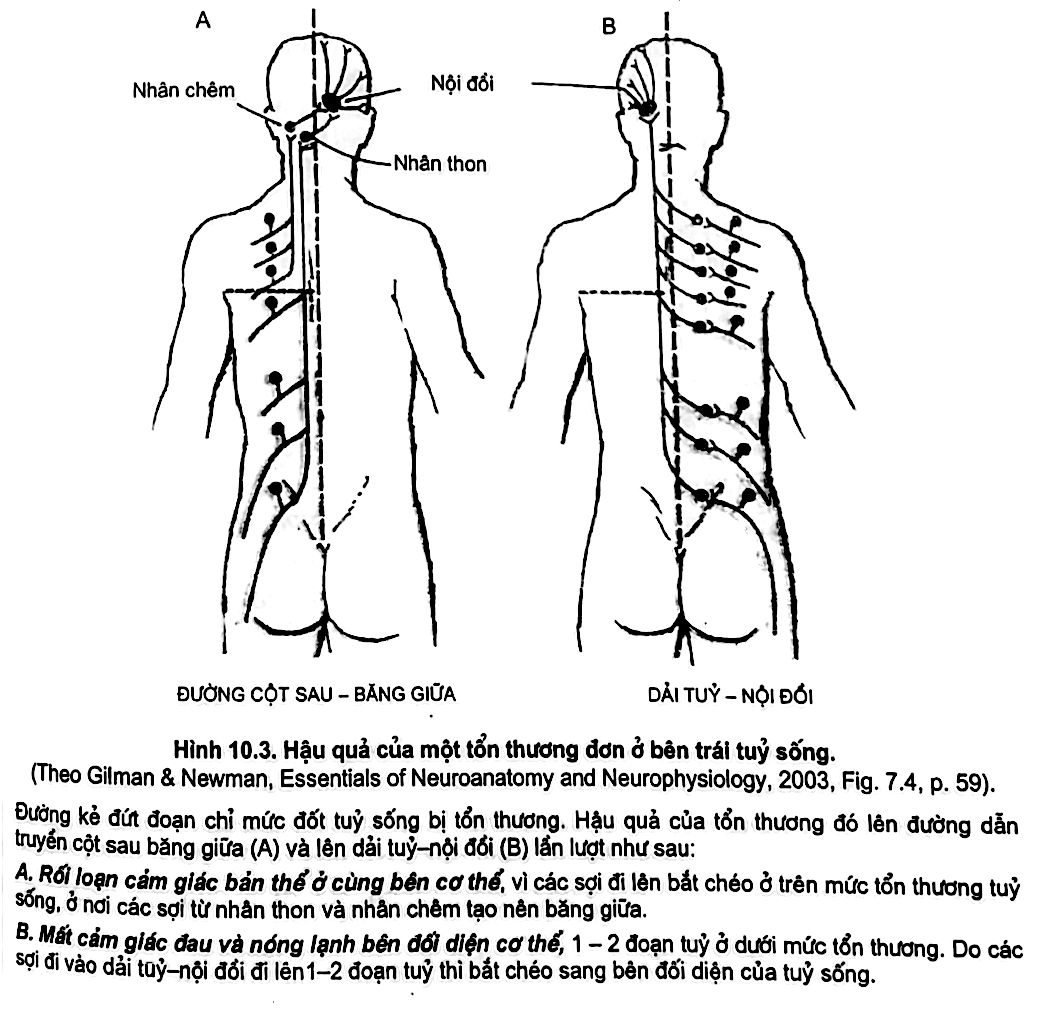 A
B
Nhân chêm
Nội đồi
Nhân thon
ĐƯỜNG CỘT SAU – BĂNG GIỮA
DẢI TUỶ – NỘI ĐỒI
Hình 10.3. Hậu quả của một tổn thương đơn ở bên trái tuỷ sống.
(Theo Gilman & Newman, Essentials of Neuroanatomy and Neurophysiology, 2003, Fig. 7.4, p. 59).
Đường kẻ đứt đoạn chỉ mức đốt tuỷ sống bị tổn thương. Hậu quả của tổn thương đó lên đường dẫn
truyền cột sau băng giữa (A) và lên dải tuỷ–nội đồi (B) lần lượt như sau:
A. Rối loạn cảm giác bản thể ở cùng bên cơ thể, vì các sợi đi lên bắt chéo ở trên mức tổn thương tuỷ
sống, ở nơi các sợi từ nhân thon và nhân chêm tạo nên băng giữa.
B. Mất cảm giác đau và nóng lạnh bên đối diện cơ thể, 1 – 2 đoạn tuỷ ở dưới mức tổn thương. Do các
sợi đi vào dải tuỷ–nội đồi đi lên 1–2 đoạn tuỷ thì bắt chéo sang bên đối diện của tuỷ sống.